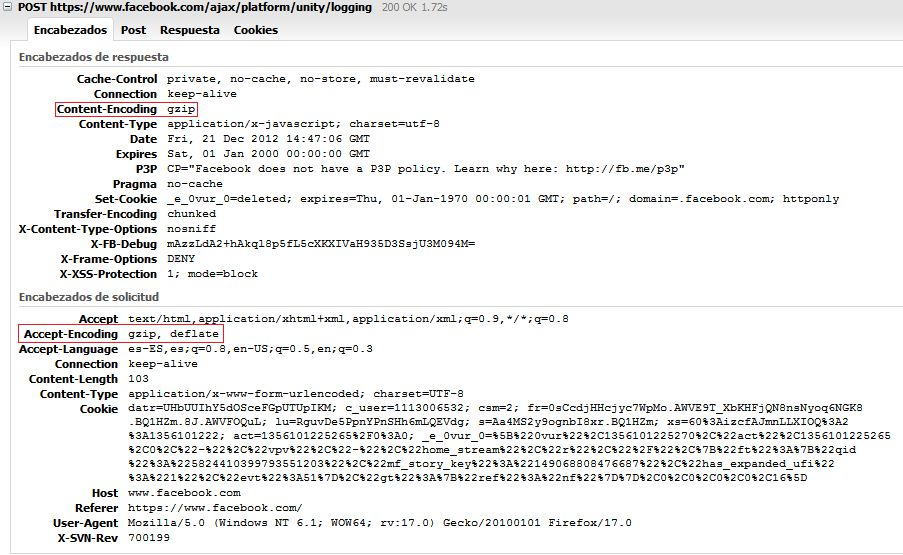 POST https://www.facebook.com/ajax/platform/unity/logging 200 OK 1.72s
Encabezados Post Respuesta Cookies
Encabezados de respuesta
Cache-Control private, no-cache, no-store, must-revalidate
Connection keep-alive
Content-Encoding gzip
Content-Type application/x-javascript; charset=utf-8
Date Fri, 21 Dec 2012 14:47:06 GMT
Expires Sat, 01 Jan 2000 00:00:00 GMT
P3P CP="Facebook does not have a P3P policy. Learn why here: http://fb.me/p3p"
Pragma no-cache
Set-Cookie _e_0vur_0=deleted; expires=Thu, 01-Jan-1970 00:00:01 GMT; path=/; domain=.facebook.com; httponly
Transfer-Encoding chunked
X-Content-Type-Options nosniff
X-FB-Debug mAzzLdA2+hAkql8p5fL5cXKXIVaH935D3SsjU3M094M=
X-Frame-Options DENY
X-XSS-Protection 1; mode=block
Encabezados de solicitud
Accept text/html,application/xhtml+xml,application/xml;q=0.9,*/*;q=0.8
Accept-Encoding gzip, deflate
Accept-Language es-ES,es;q=0.8,en-US;q=0.5,en;q=0.3
Connection keep-alive
Content-Length 103
Content-Type application/x-www-form-urlencoded; charset=UTF-8
Cookie datr=UHbUUIhY5dOSceFGpUTUpIKM; c_user=1113006532; csm=2; fr=0sCcdjHHcjyc7WpMo.AWVE9T_XbKHFjQN8nsNyoq6NGK8
.BQ1HZm.8J.AWVFOQuL; lu=RguvDe5PpnYPnSHh6mLQEVdg; s=Aa4MS2y9ognbI8xr.BQ1HZm; xs=60%3AizcfAJmnLLXIOQ%3A2
%3A1356101222; act=1356101225265%2F0%3A0; _e_0vur_0=%5B%220vur%22%2C1356101225270%2C%22act%22%2C1356101225265
%2C0%2C%22-%22%2C%22vpv%22%2C%22-%22%2C%22home_stream%22%2C%22r%22%2C%22%2F%22%2C%7B%22ft%22%3A%7B%22qid
%22%3A%225824410399793551203%22%2C%22mf_story_key%22%3A%22149068808476687%22%2C%22has_expanded_ufi%22
%3A%221%22%2C%22evt%22%3A51%7D%2C%22gt%22%3A%7B%22ref%22%3A%22nf%22%7D%7D%2C0%2C0%2C0%2C0%2C16%5D
Host www.facebook.com
Referer https://www.facebook.com/
User-Agent Mozilla/5.0 (Windows NT 6.1; WOW64; rv:17.0) Gecko/20100101 Firefox/17.0
X-SVN-Rev 700199